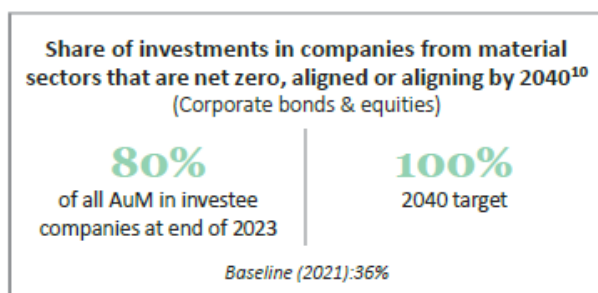 Share of investments in companies from material
sectors that are net zero, aligned or aligning by 2040¹⁰
(Corporate bonds & equities)
80%
of all AuM in investee
companies at end of 2023
100%
2040 target
Baseline (2021):36%